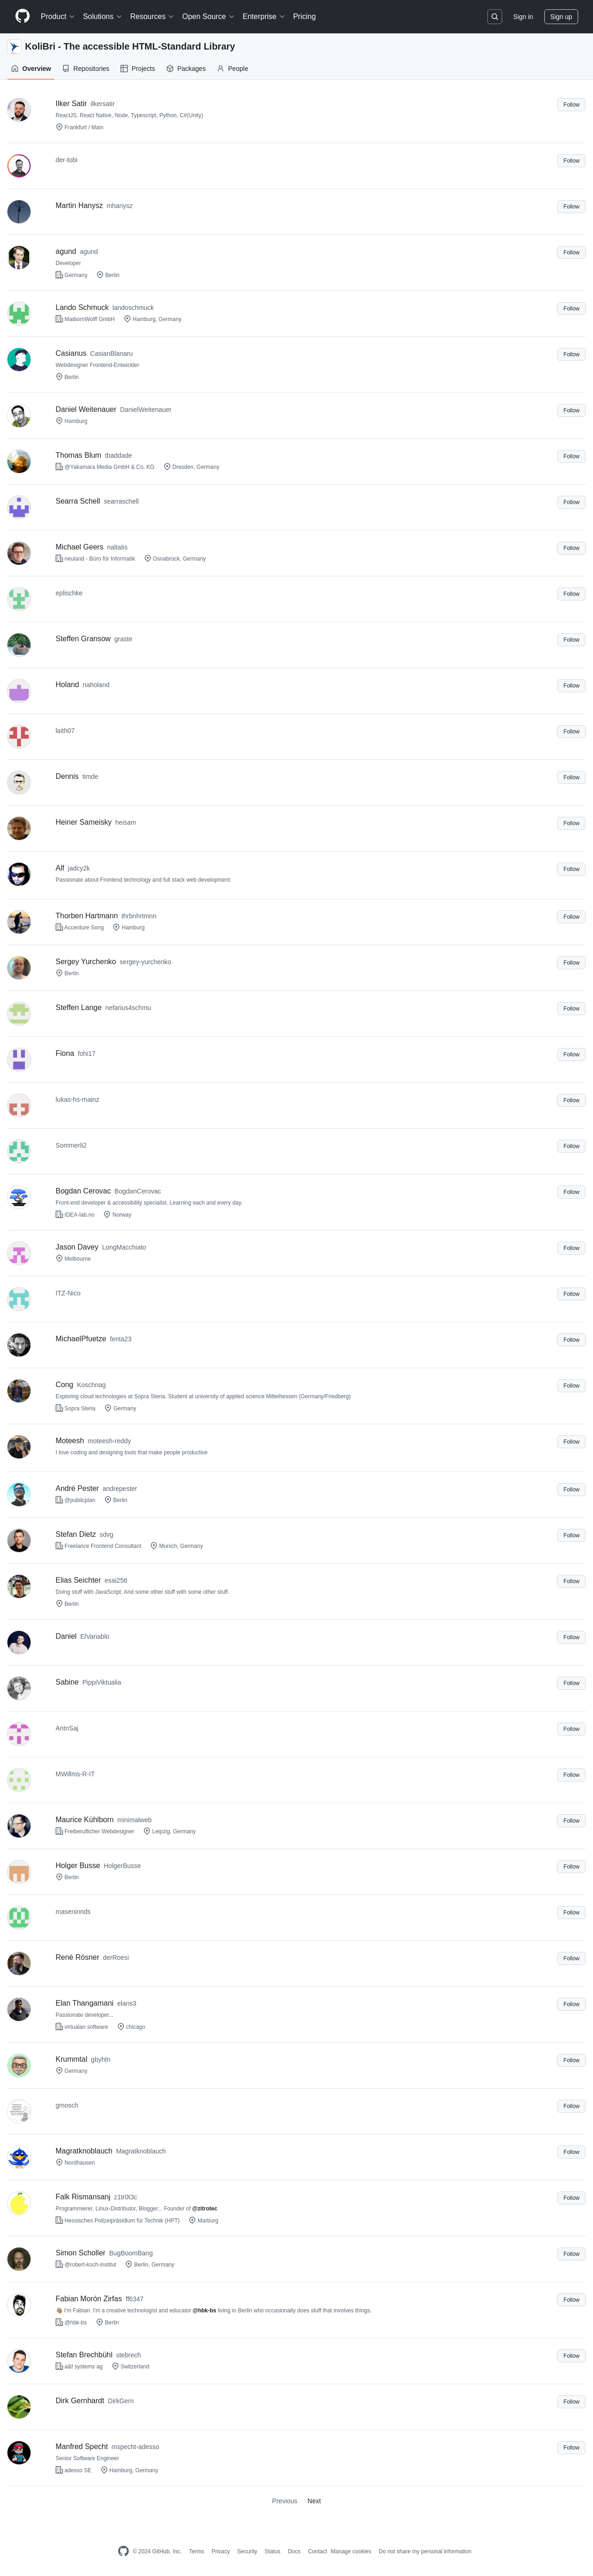 Product Solutions Resources Open Source Enterprise Pricing Sign in Sign up
KoliBri - The accessible HTML-Standard Library
Overview Repositories Projects Packages People
Ilker Satir ilkersatir Follow
ReactJS, React Native, Node, Typescript, Python, C#(Unity)
Frankfurt / Main
der-tobi Follow
Martin Hanysz mhanysz Follow
agund agund Follow
Developer
Germany Berlin
Lando Schmuck landoschmuck Follow
MaibornWolff GmbH Hamburg, Germany
Casianus CasianBlanaru Follow
Webdesigner Frontend-Entwickler
Berlin
Daniel Weitenauer DanielWeitenauer Follow
Hamburg
Thomas Blum tbaddade Follow
@Yakamara Media GmbH & Co. KG Dresden, Germany
Searra Schell searraschell Follow
Michael Geers naltatis Follow
neuland - Büro für Informatik Osnabrück, Germany
eplischke Follow
Steffen Gransow graste Follow
Holand naholand Follow
laith07 Follow
Dennis timde Follow
Heiner Sameisky heisam Follow
Alf jadcy2k Follow
Passionate about Frontend technology and full stack web development.
Thorben Hartmann thrbnhrtmnn Follow
Accenture Song Hamburg
Sergey Yurchenko sergey-yurchenko Follow
Berlin
Steffen Lange nefarius4schmu Follow
Fiona fohi17 Follow
lukas-hs-mainz Follow
Sommerli2 Follow
Bogdan Cerovac BogdanCerovac Follow
Front-end developer & accessibility specialist. Learning each and every day.
IDEA-lab.no Norway
Jason Davey LongMacchiato Follow
Melbourne
ITZ-Nico Follow
MichaelPfuetze fenta23 Follow
Cong Koschnag Follow
Exploring cloud technologies at Sopra Steria. Student at university of applied science Mittelhessen (Germany/Friedberg)
Sopra Steria Germany
Moteesh moteesh-reddy Follow
I love coding and designing tools that make people productive
André Pester andrepester Follow
@publicplan Berlin
Stefan Dietz sdvg Follow
Freelance Frontend Consultant Munich, Germany
Elias Seichter esai256 Follow
Doing stuff with JavaScript. And some other stuff with some other stuff.
Berlin
Daniel ElVariablo Follow
Sabine PippiViktualia Follow
AntnSaj Follow
MWillms-R-IT Follow
Maurice Kühlborn minimalweb Follow
Freiberuflicher Webdesigner Leipzig, Germany
Holger Busse HolgerBusse Follow
Berlin
maseninnds Follow
René Rösner derRoesi Follow
Elan Thangamani elans3 Follow
Passionate developer...
virtualan software chicago
Krummtal gbyhtn Follow
Germany
gmosch Follow
Magratknoblauch Magratknoblauch Follow
Nordhausen
Falk Rismansanj z1tr0t3c Follow
Programmierer, Linux-Distributor, Blogger... Founder of @zitrotec
Hessisches Polizeipräsidium für Technik (HPT) Marburg
Simon Scholler BugBoomBang Follow
@robert-koch-institut Berlin, Germany
Fabian Morón Zirfas ff6347 Follow
I'm Fabian. I'm a creative technologist and educator @hbk-bs living in Berlin who occasionally does stuff that involves things.
@hbk-bs Berlin
Stefan Brechbühl stebrech Follow
a&f systems ag Switzerland
Dirk Gernhardt DirkGern Follow
Manfred Specht mspecht-adesso Follow
Senior Software Engineer
adesso SE Hamburg, Germany
Previous Next
© 2024 GitHub, Inc. Terms Privacy Security Status Docs Contact Manage cookies Do not share my personal information